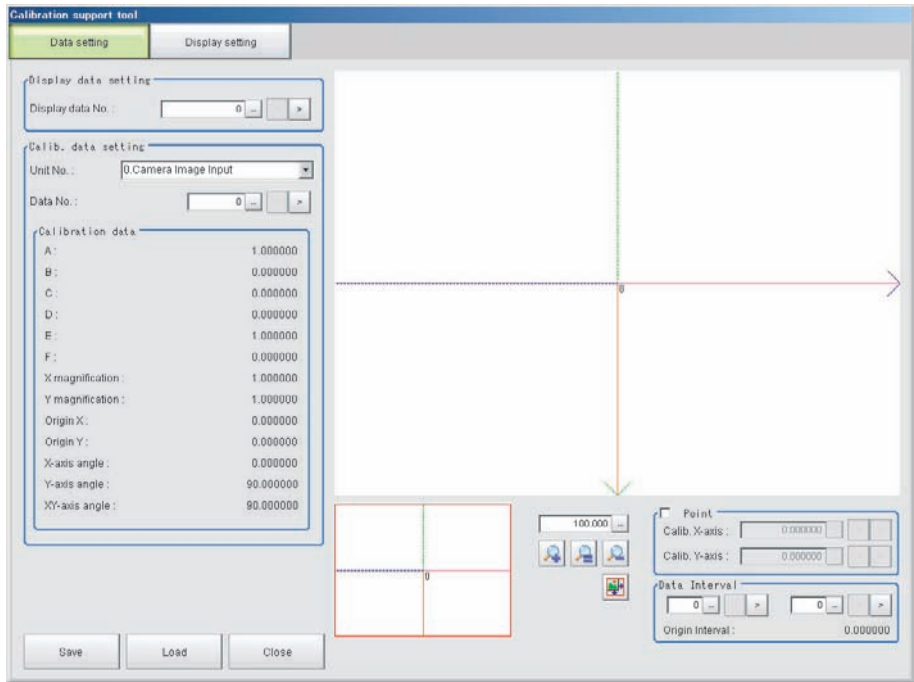 Calibration support tool
Data setting
Display setting
Display data setting
Display data No. :
0
...
>
Calib. data setting
Unit No. :
0.Camera Image Input
Data No. :
0
...
>
Calibration data
A : 1.000000
B : 0.000000
C : 0.000000
D : 0.000000
E : 1.000000
F : 0.000000
X magnification : 1.000000
Y magnification : 1.000000
Origin X : 0.000000
Origin Y : 0.000000
X-axis angle : 0.000000
Y-axis angle : 90.000000
XY-axis angle : 90.000000
Save
Load
Close
0
0
100.000
...
Point
Calib. X-axis : 0.000000
Calib. Y-axis : 0.000000
Data Interval
0 ... > 0 ... >
Origin Interval : 0.000000